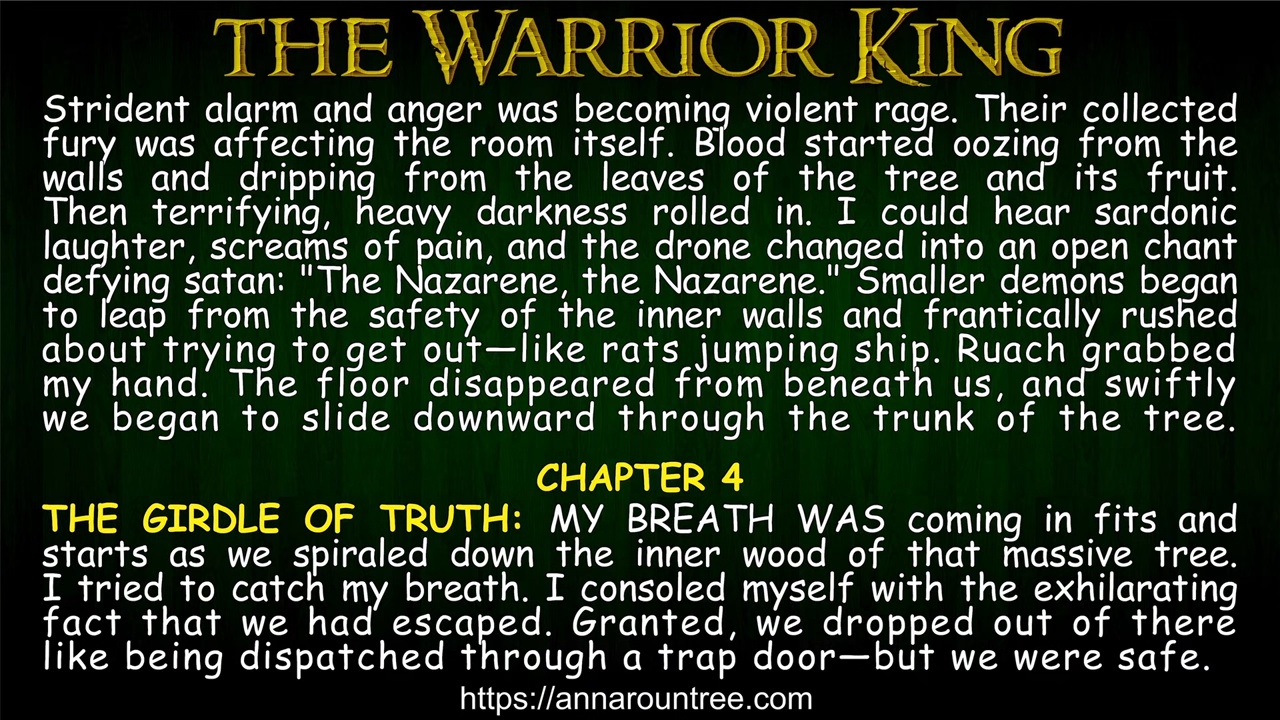 THE WARRIOR KING
Strident alarm and anger was becoming violent rage. Their collected
fury was affecting the room itself. Blood started oozing from the
walls and dripping from the leaves of the tree and its fruit.
Then terrifying, heavy darkness rolled in. I could hear sardonic
laughter, screams of pain, and the drone changed into an open chant
defying satan: "The Nazarene, the Nazarene." Smaller demons began
to leap from the safety of the inner walls and frantically rushed
about trying to get out—like rats jumping ship. Ruach grabbed
my hand. The floor disappeared from beneath us, and swiftly
we began to slide downward through the trunk of the tree.
CHAPTER 4
THE GIRDLE OF TRUTH: MY BREATH WAS coming in fits and
starts as we spiraled down the inner wood of that massive tree.
I tried to catch my breath. I consoled myself with the exhilarating
fact that we had escaped. Granted, we dropped out of there
like being dispatched through a trap door—but we were safe.
https://annarountree.com